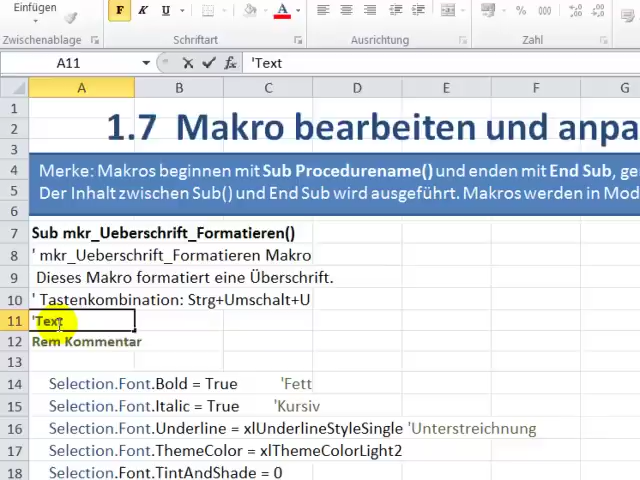 Einfügen
F K U A
% 000
Zwischenablage Schriftart Ausrichtung Zahl
A11 fx 'Text
A B C D E F G
1
2 1.7 Makro bearbeiten und anpa
3
4 Merke: Makros beginnen mit Sub Procedurename() und enden mit End Sub, ge
5 Der Inhalt zwischen Sub() und End Sub wird ausgeführt. Makros werden in Mod
6
7 Sub mkr_Ueberschrift_Formatieren()
8 ' mkr_Ueberschrift_Formatieren Makro
9 Dieses Makro formatiert eine Überschrift.
10 ' Tastenkombination: Strg+Umschalt+U
11 'Text
12 Rem Kommentar
13
14 Selection.Font.Bold = True 'Fett
15 Selection.Font.Italic = True 'Kursiv
16 Selection.Font.Underline = xlUnderlineStyleSingle 'Unterstreichnung
17 Selection.Font.ThemeColor = xlThemeColorLight2
18 Selection.Font.TintAndShade = 0